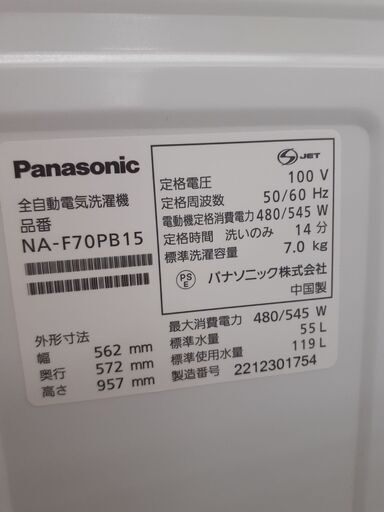 Panasonic
全自動電気洗濯機
品番
NA-F70PB15
外形寸法
幅 562 mm
奥行 572 mm
高さ 957 mm
S JET
定格電圧 100 V
定格周波数 50/60 Hz
電動機定格消費電力 480/545 W
定格時間 洗いのみ 14 分
標準洗濯容量 7.0 kg
PSE パナソニック株式会社
中国製
最大消費電力 480/545 W
標準水量 55 L
標準使用水量 119 L
製造番号 2212301754